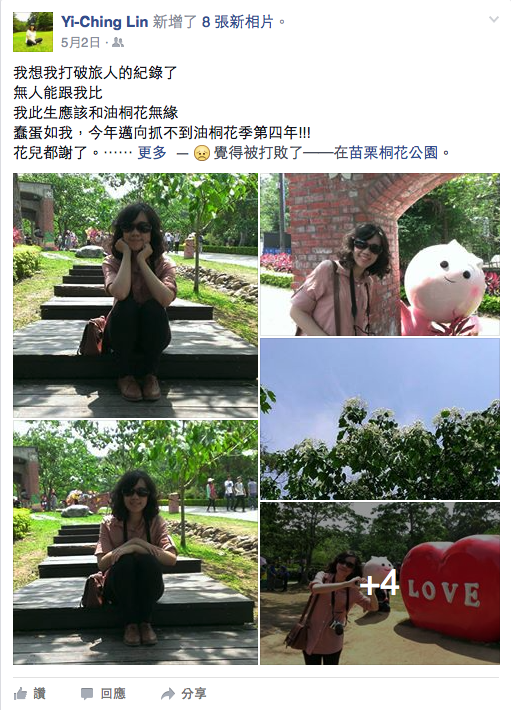 Yi-Ching Lin 新增了 8 張新相片。
5月2日 ·
我想我打破旅人的紀錄了
無人能跟我比
我此生應該和油桐花無緣
蠢蛋如我，今年邁向抓不到油桐花季第四年!!!
花兒都謝了。⋯⋯ 更多 — 覺得被打敗了——在苗栗桐花公園。
+4
LOVE
讚 回應 分享